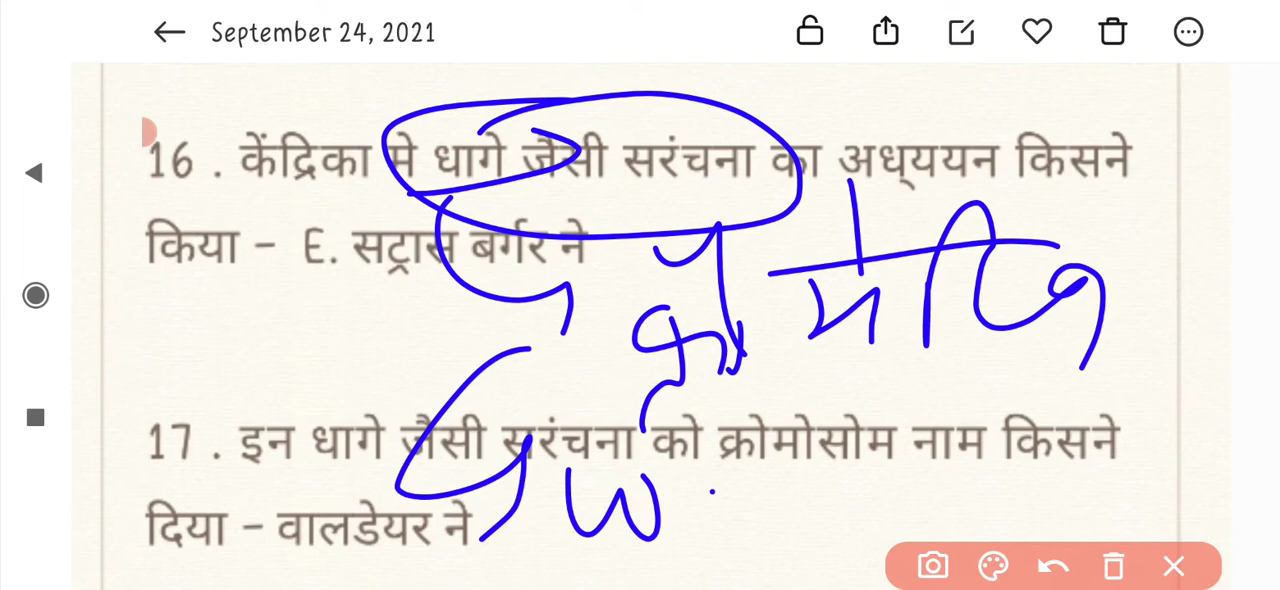 September 24, 2021
16 . केंद्रिका मे धागे जैसी सरंचना का अध्ययन किसने
किया - E. सट्रास बर्गर ने
17 . इन धागे जैसी सरंचना को क्रोमोसोम नाम किसने
दिया - वालडेयर ने
W